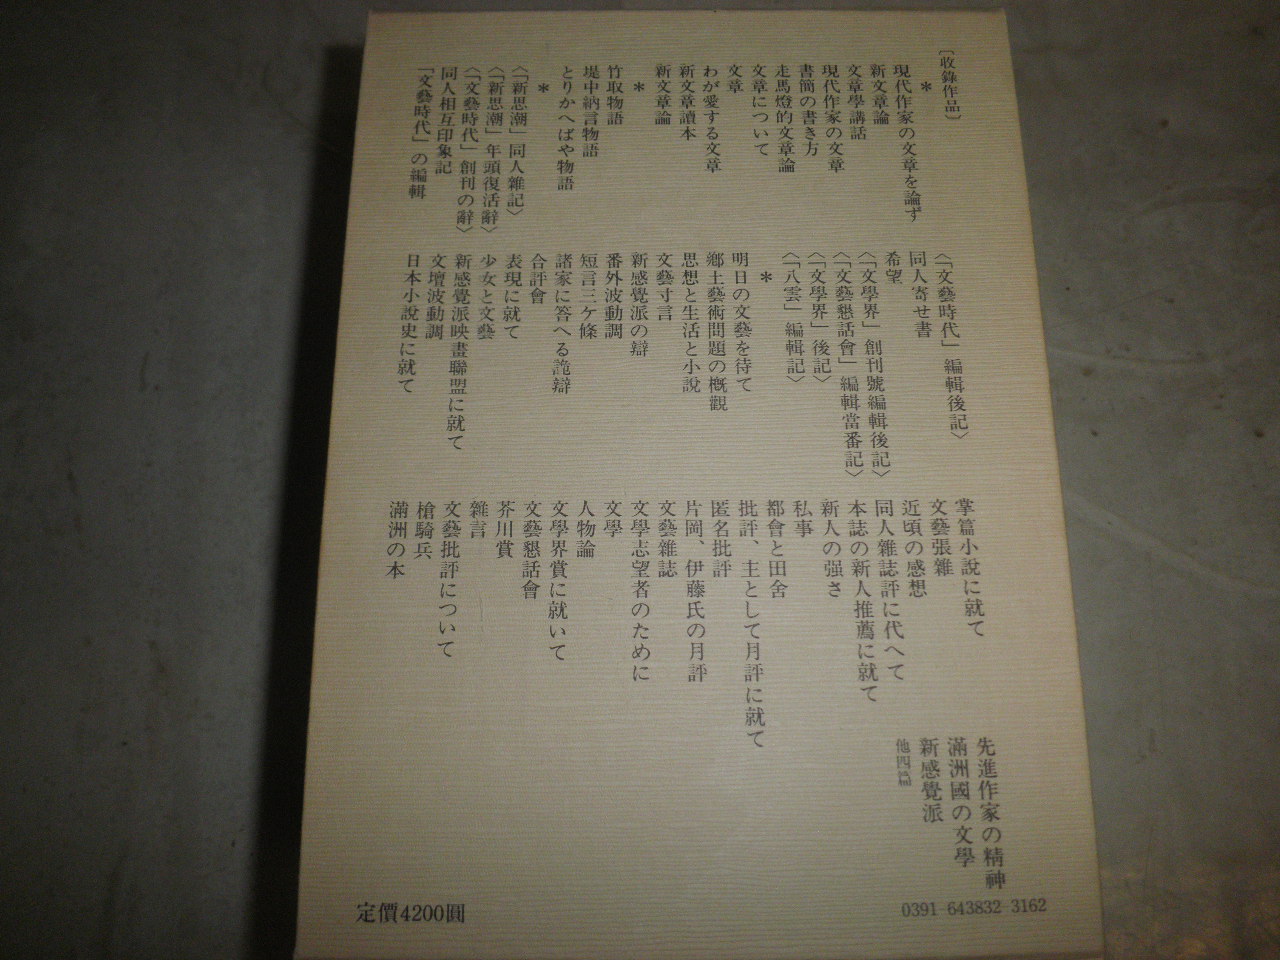 〔收錄作品〕
＊
現代作家の文章を論ず
新文章論
文章學講話
現代作家の文章
書簡の書き方
走馬燈的文章論
文章について
文章
わが愛する文章
新文章讀本
新文章論
＊
竹取物語
堤中納言物語
とりかへばや物語
＊
〈「新思潮」同人雜記〉
〈「新思潮」年頭復活辭〉
〈「文藝時代」創刊の辭〉
同人相互印象記
「文藝時代」の編輯
〈「文藝時代」編輯後記〉
同人寄せ書
希望
〈「文學界」創刊號編輯後記〉
〈「文藝懇話會」編輯當番記〉
〈「文學界」後記〉
〈「八雲」編輯記〉
＊
明日の文藝を待て
鄕土藝術問題の槪觀
思想と生活と小說
文藝寸言
新感覺派の辯
番外波動調
短言三ケ條
諸家に答へる詭辯
合評會
表現に就て
少女と文藝
新感覺派映畫聯盟に就て
文壇波動調
日本小說史に就て
掌篇小說に就て
文藝張雜
近頃の感想
同人雜誌評に代へて
本誌の新人推薦に就て
新人の强さ
私事
都會と田舍
批評、主として月評に就て
匿名批評
片岡、伊藤氏の月評
文藝雜誌
文學志望者のために
文學
人物論
文學界賞に就いて
文藝懇話會
芥川賞
雜言
文藝批評について
槍騎兵
滿洲の本
先進作家の精神
滿洲國の文學
新感覺派
他四篇
定價4200圓
0391-643832-3162